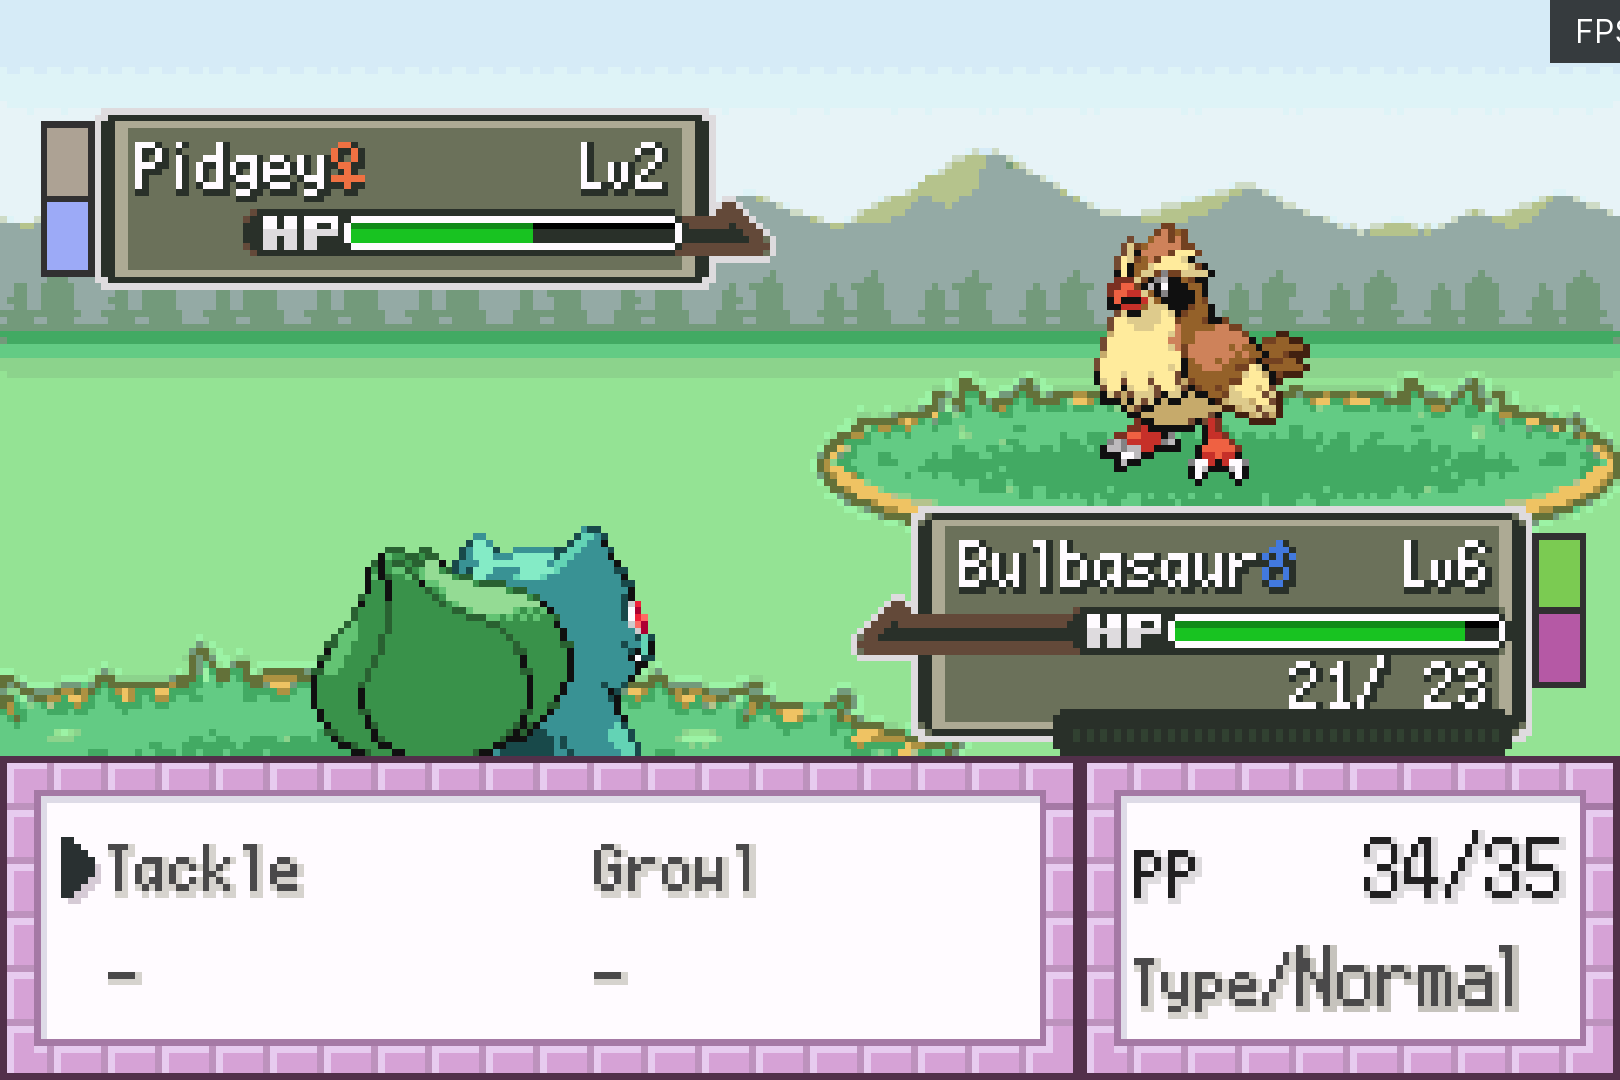 FPS
Pidgey♀ Lv2
HP
Bulbasaur♂ Lv6
HP
21/ 23
Tackle Growl
- -
PP 34/35
Type/Normal